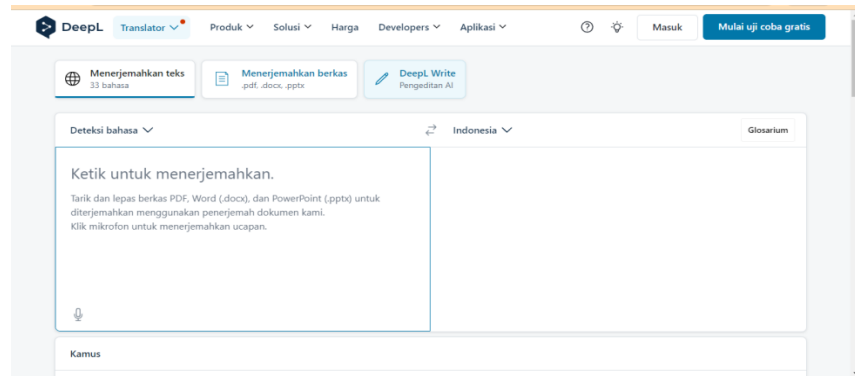 DeepL Translator Produk Solusi Harga Developers Aplikasi Masuk Mulai uji coba gratis
Menerjemahkan teks
33 bahasa
Menerjemahkan berkas
.pdf, .docx, .pptx
DeepL Write
Pengeditan AI
Deteksi bahasa
Indonesia
Glosarium
Ketik untuk menerjemahkan.
Tarik dan lepas berkas PDF, Word (.docx), dan PowerPoint (.pptx) untuk
diterjemahkan menggunakan penerjemah dokumen kami.
Klik mikrofon untuk menerjemahkan ucapan.
Kamus